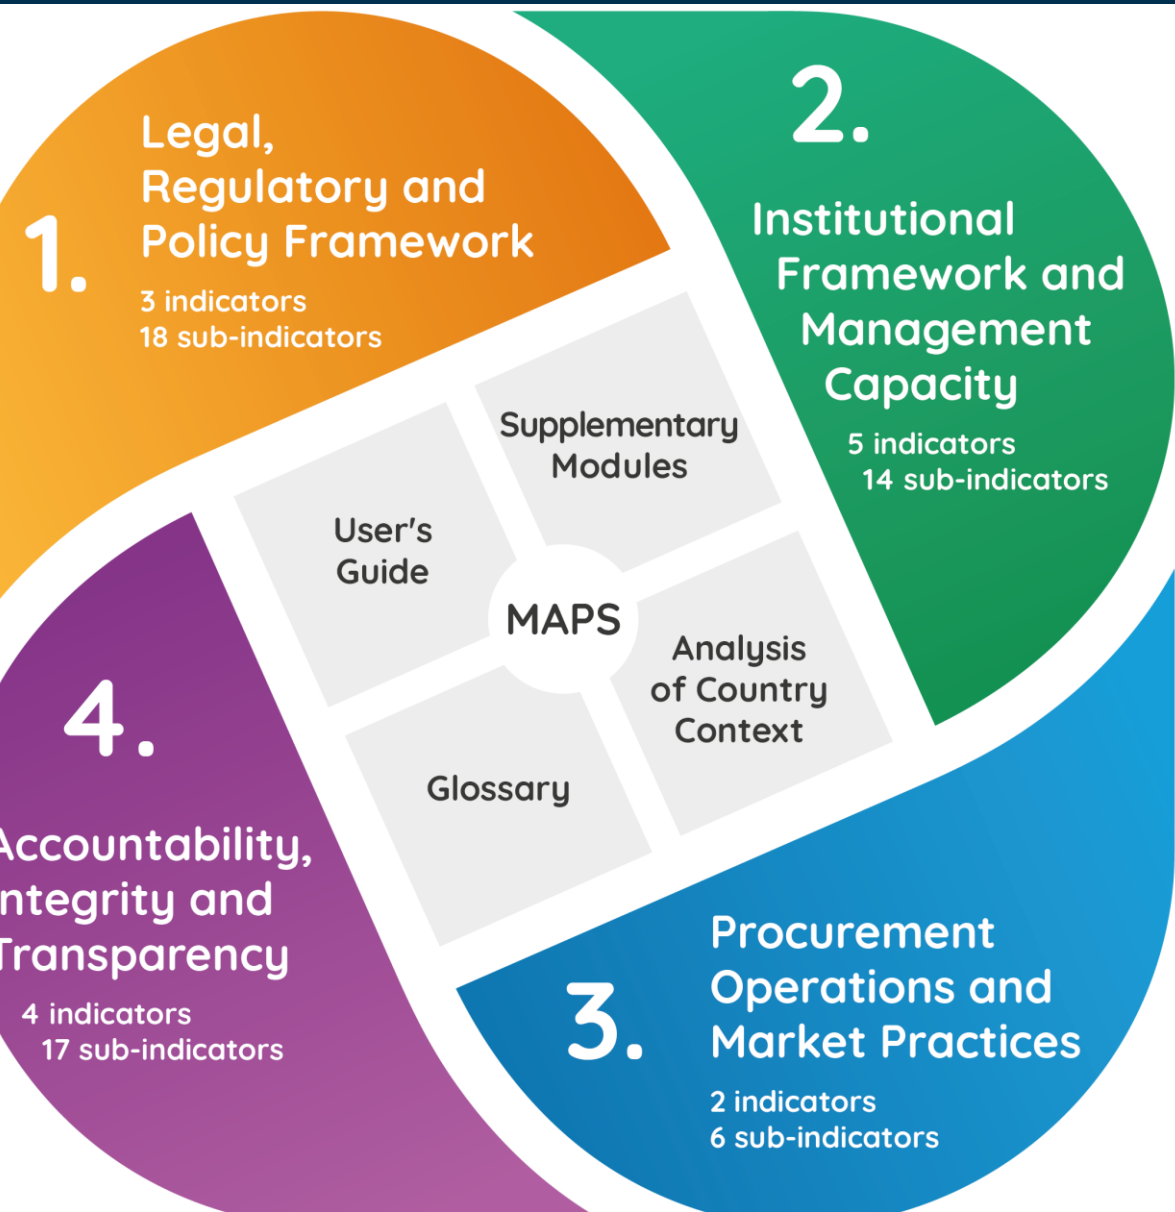 1.
Legal,
Regulatory and
Policy Framework
3 indicators
18 sub-indicators
2.
Institutional
Framework and
Management
Capacity
5 indicators
14 sub-indicators
Supplementary
Modules
User's
Guide
MAPS
Analysis
of Country
Context
Glossary
4.
Accountability,
Integrity and
Transparency
4 indicators
17 sub-indicators
3.
Procurement
Operations and
Market Practices
2 indicators
6 sub-indicators